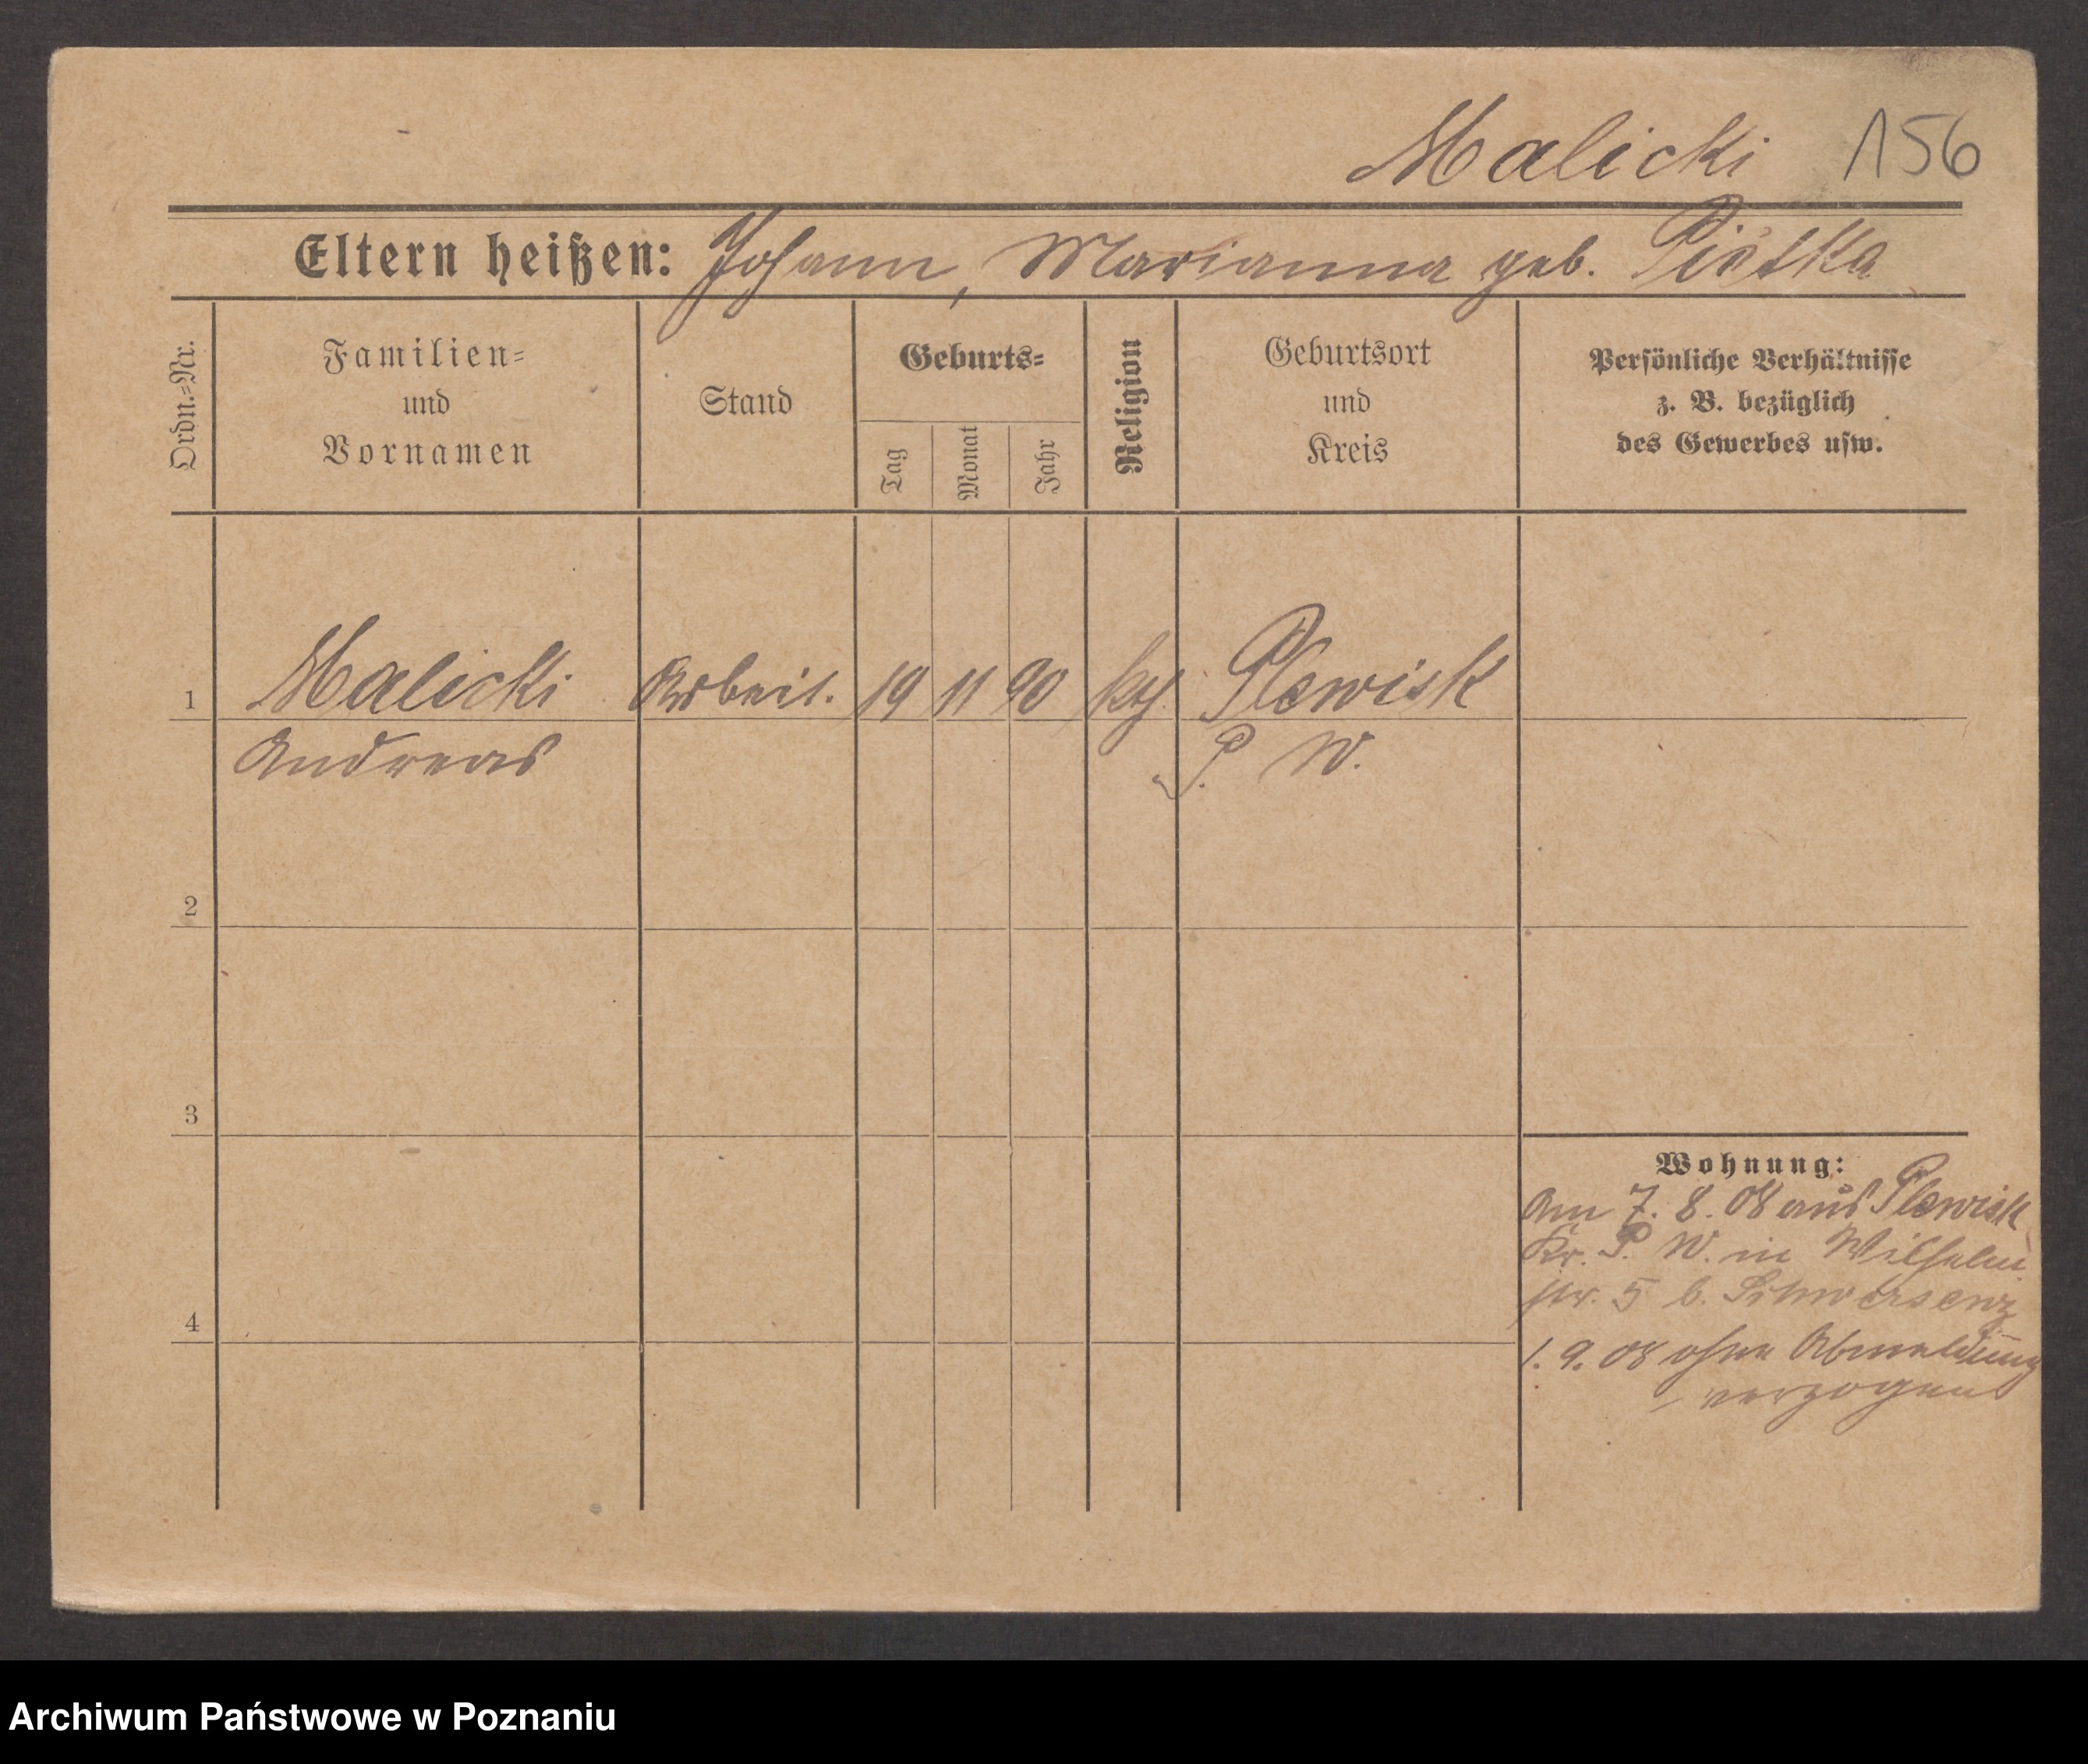 Malicki 156
Eltern heißen: Johann, Marianna geb. Piotka
Ordn.-Nr.
Familien-
und
Vornamen
Stand
Geburts-
Tag
Monat
Jahr
Religion
Geburtsort
und
Kreis
Persönliche Verhältnisse
z. B. bezüglich
des Gewerbes usw.
1 Malicki Arbeit. 19 11 90 Plewisk
Andreas P. W.
2
3
4
Wohnung:
Am 7. 8. 08 aus Plewisk
Kr. P. W. in Wilhelm
str. 5 b. Schwersenz
1. 9. 08 ohne Abmeldung
verzogen
Archiwum Państwowe w Poznaniu